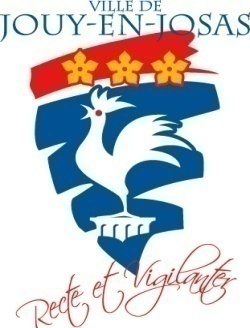 VILLE DE
JOUY-EN-JOSAS
Recte et Vigilanter